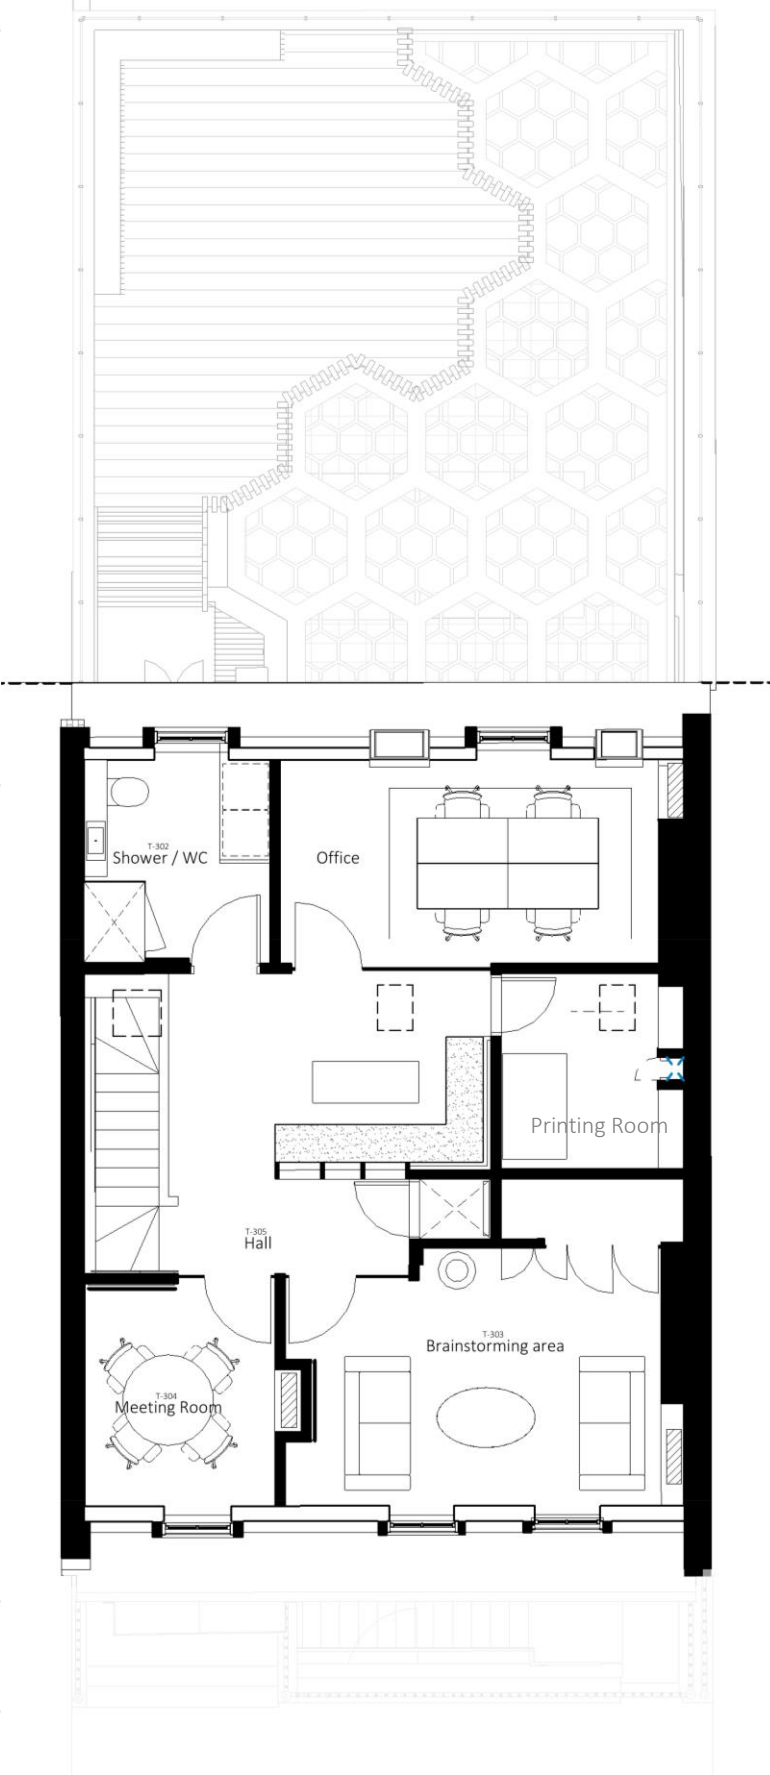 T-302
Shower / WC
Office
Printing Room
T-305
Hall
T-303
Brainstorming area
T-304
Meeting Room